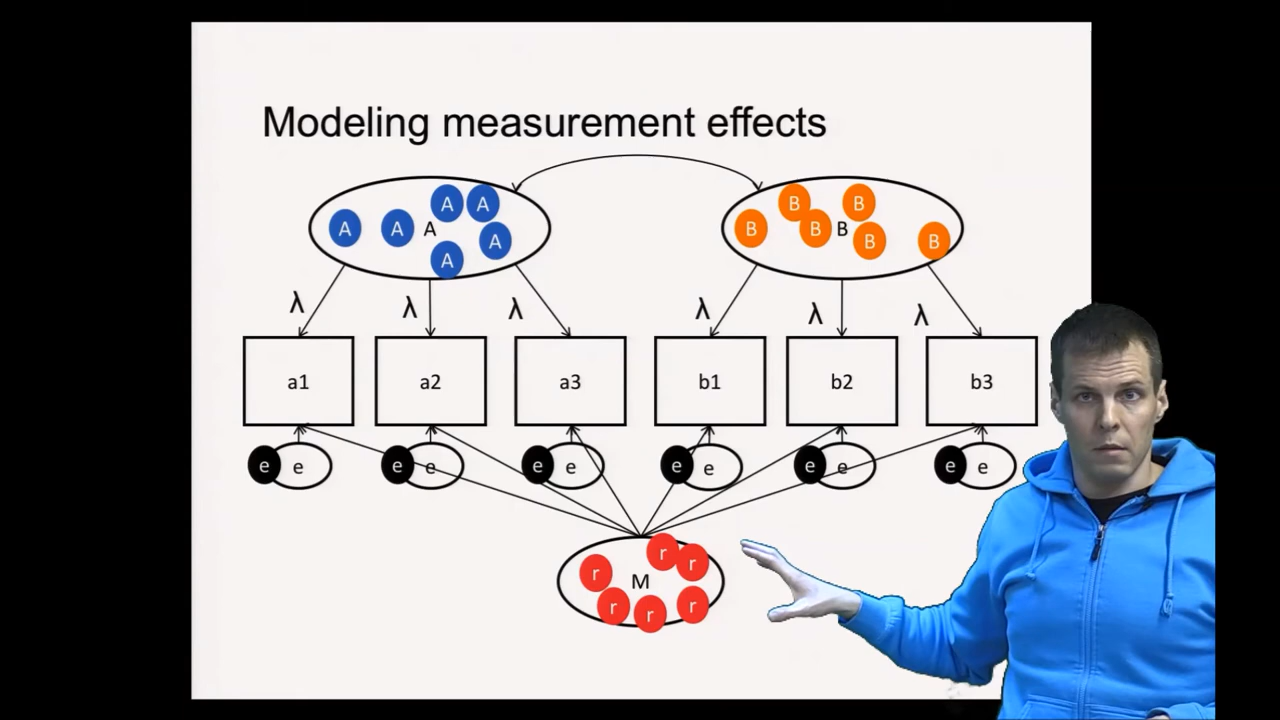 Modeling measurement effects
A A A A A A A
B B B B B B B
λ λ λ λ λ λ
a1 a2 a3 b1 b2 b3
e e e e e e e e e e e e
r r r M r r r